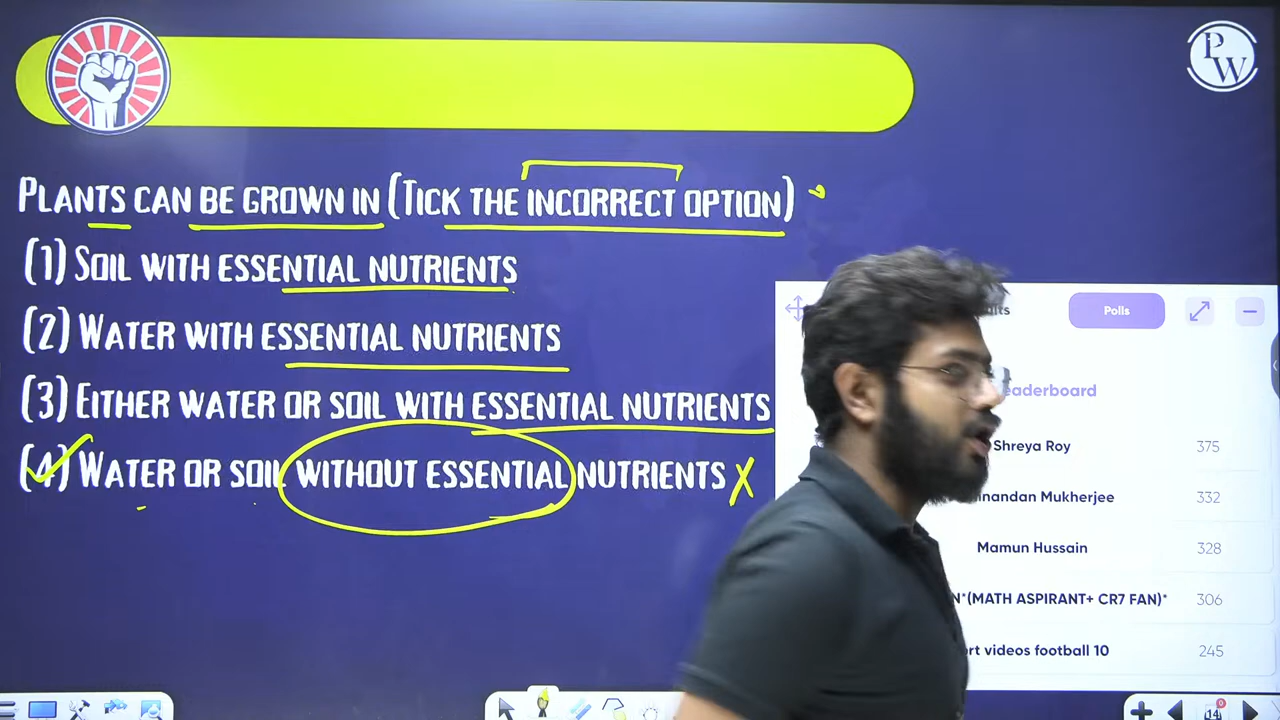 PW
PLANTS CAN BE GROWN IN (TICK THE INCORRECT OPTION)
(1) SOIL WITH ESSENTIAL NUTRIENTS
(2) WATER WITH ESSENTIAL NUTRIENTS
(3) EITHER WATER OR SOIL WITH ESSENTIAL NUTRIENTS
(4) WATER OR SOIL WITHOUT ESSENTIAL NUTRIENTS X
Polls
Shreya Roy 375
Mukherjee 332
Mamun Hussain 328
(MATH ASPIRANT+ CR7 FAN)* 306
videos football 10 245
14